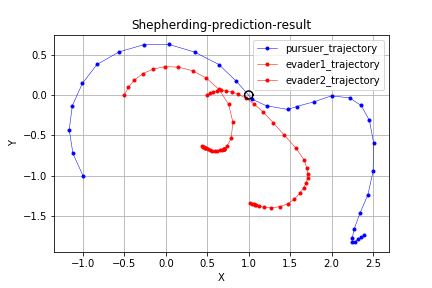 Shepherding-prediction-result
pursuer_trajectory
evader1_trajectory
evader2_trajectory
Y
0.5
0.0
−0.5
−1.0
−1.5
−1.0
−0.5
0.0
0.5
1.0
1.5
2.0
2.5
X